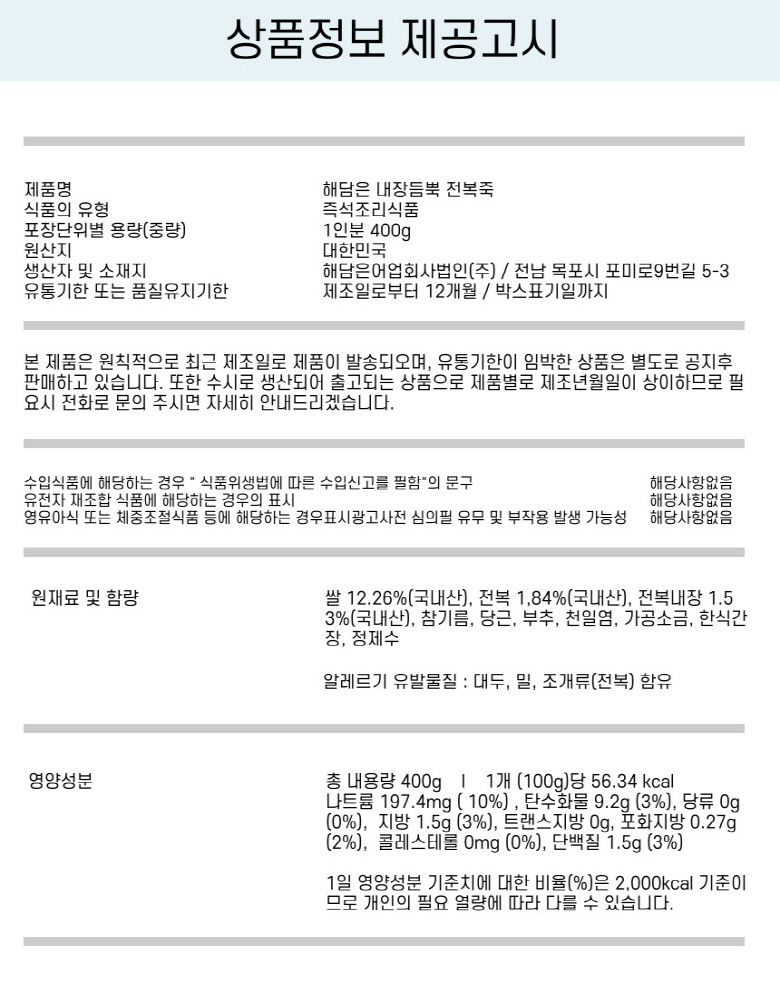 상품정보 제공고시
제품명 해담은 내장듬뿍 전복죽
식품의 유형 즉석조리식품
포장단위별 용량(중량) 1인분 400g
원산지 대한민국
생산자 및 소재지 해담은어업회사법인(주) / 전남 목포시 포미로9번길 5-3
유통기한 또는 품질유지기한 제조일로부터 12개월 / 박스표기일까지
본 제품은 원칙적으로 최근 제조일로 제품이 발송되오며, 유통기한이 임박한 상품은 별도로 공지후
판매하고 있습니다. 또한 수시로 생산되어 출고되는 상품으로 제품별로 제조년월일이 상이하므로 필
요시 전화로 문의 주시면 자세히 안내드리겠습니다.
수입식품에 해당하는 경우 " 식품위생법에 따른 수입신고를 필함"의 문구 해당사항없음
유전자 재조합 식품에 해당하는 경우의 표시 해당사항없음
영유아식 또는 체중조절식품 등에 해당하는 경우표시광고사전 심의필 유무 및 부작용 발생 가능성 해당사항없음
원재료 및 함량 쌀 12.26%(국내산), 전복 1,84%(국내산), 전복내장 1.5
3%(국내산), 참기름, 당근, 부추, 천일염, 가공소금, 한식간
장, 정제수
알레르기 유발물질 : 대두, 밀, 조개류(전복) 함유
영양성분 총 내용량 400g ㅣ 1개 (100g)당 56.34 kcal
나트륨 197.4mg ( 10%) , 탄수화물 9.2g (3%), 당류 0g
(0%), 지방 1.5g (3%), 트랜스지방 0g, 포화지방 0.27g
(2%), 콜레스테롤 0mg (0%), 단백질 1.5g (3%)
1일 영양성분 기준치에 대한 비율(%)은 2,000kcal 기준이
므로 개인의 필요 열량에 따라 다를 수 있습니다.